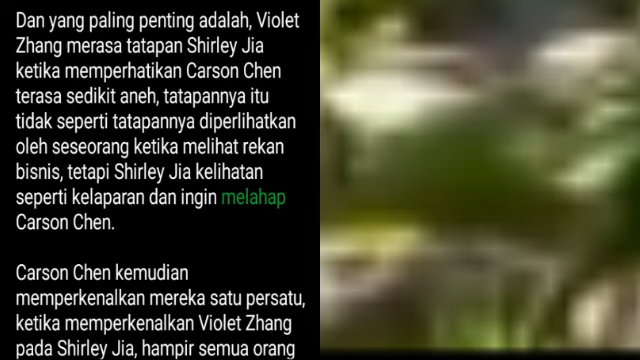 Dan yang paling penting adalah, Violet
Zhang merasa tatapan Shirley Jia
ketika memperhatikan Carson Chen
terasa sedikit aneh, tatapannya itu
tidak seperti tatapannya diperlihatkan
oleh seseorang ketika melihat rekan
bisnis, tetapi Shirley Jia kelihatan
seperti kelaparan dan ingin melahap
Carson Chen.
Carson Chen kemudian
memperkenalkan mereka satu persatu,
ketika memperkenalkan Violet Zhang
pada Shirley Jia, hampir semua orang